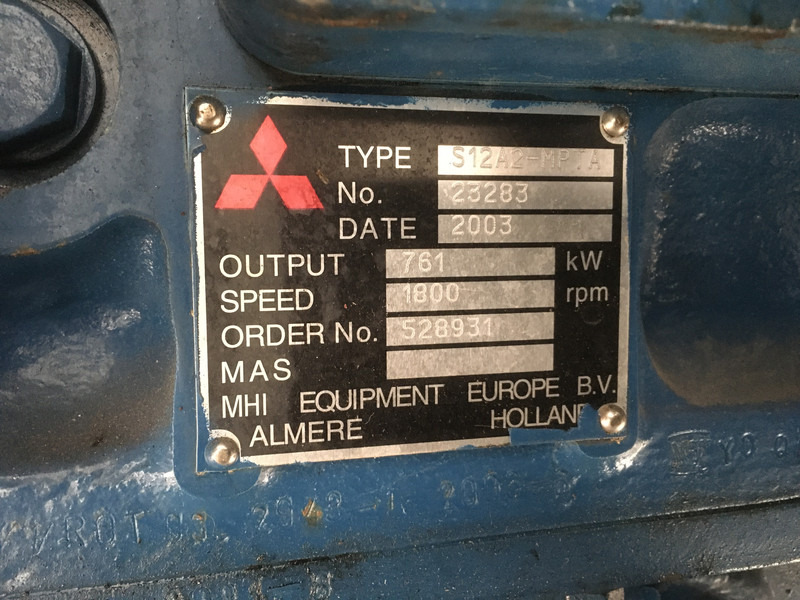 TYPE S12A2-MPTA
No. 23283
DATE 2003
OUTPUT 761 kW
SPEED 1800 rpm
ORDER No. 528931
MAS
MHI EQUIPMENT EUROPE B.V.
ALMERE HOLLAND